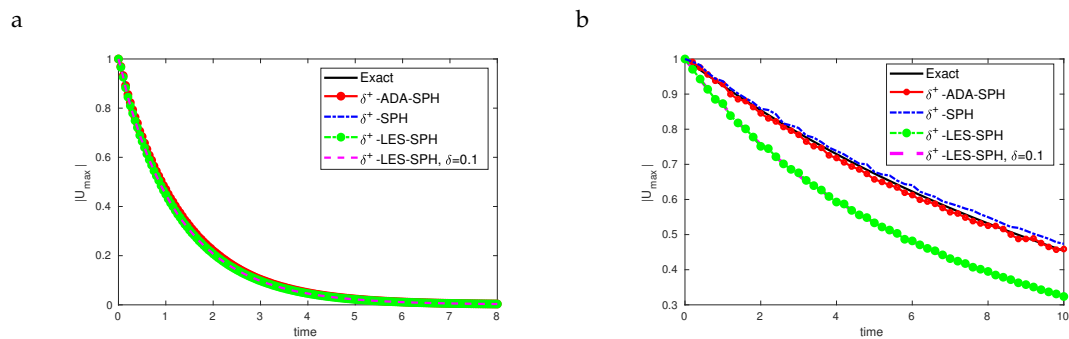 a
b
1
0.8
0.6
0.4
0.2
0
|U_max|
0 1 2 3 4 5 6 7 8
time
Exact
δ⁺-ADA-SPH
δ⁺-SPH
δ⁺-LES-SPH
δ⁺-LES-SPH, δ=0.1
1
0.9
0.8
0.7
0.6
0.5
0.4
0.3
|U_max|
0 2 4 6 8 10
time
Exact
δ⁺-ADA-SPH
δ⁺-SPH
δ⁺-LES-SPH
δ⁺-LES-SPH, δ=0.1